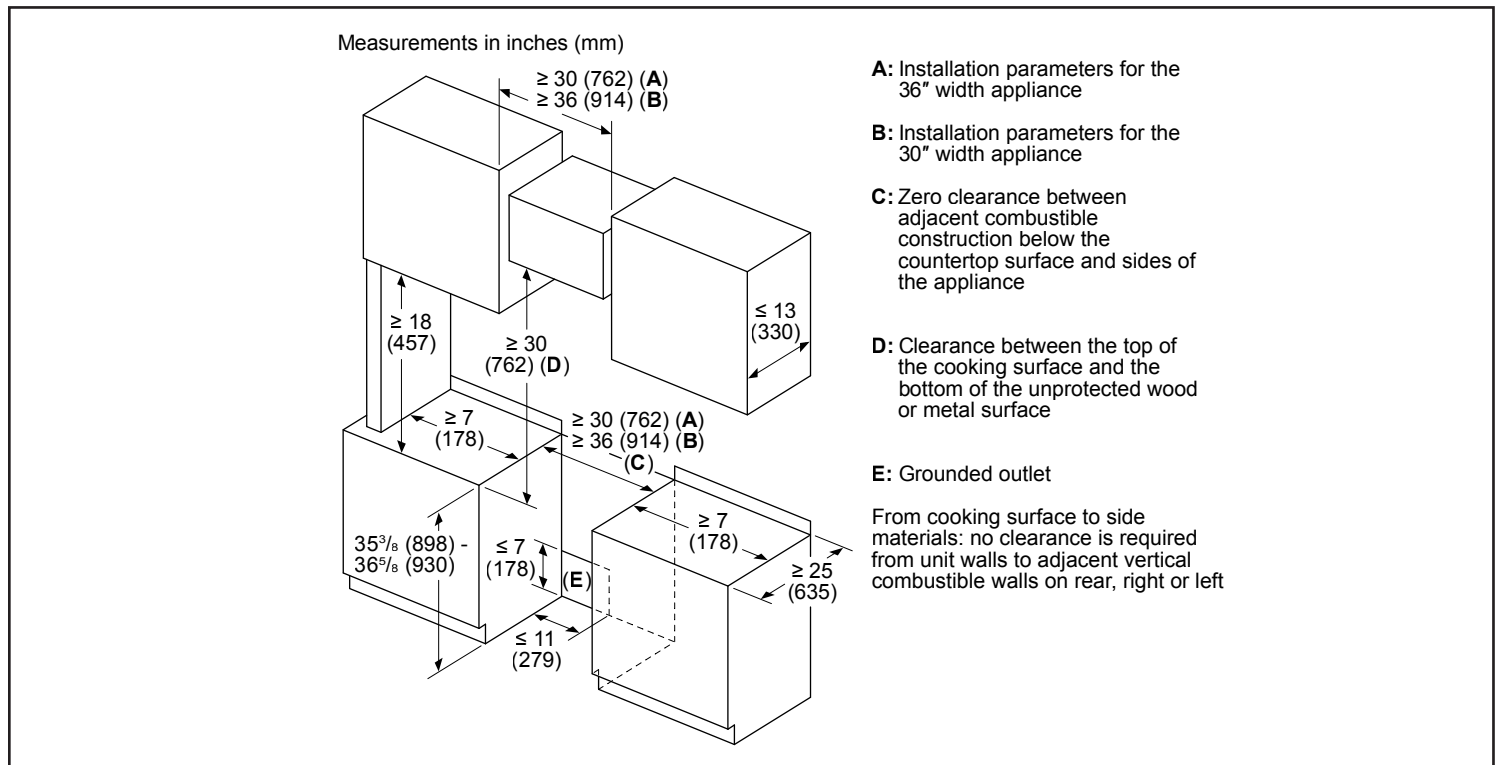 Measurements in inches (mm)
≥ 30 (762) (A)
≥ 36 (914) (B)
≤ 13
(330)
≥ 18
(457)
≥ 30
(762) (D)
≥ 7
(178)
≥ 30 (762) (A)
≥ 36 (914) (B)
(C)
≥ 7
(178)
35³/₈ (898) -
36⁵/₈ (930)
≤ 7
(178)
(E)
≥ 25
(635)
≤ 11
(279)
A: Installation parameters for the
36″ width appliance
B: Installation parameters for the
30″ width appliance
C: Zero clearance between
adjacent combustible
construction below the
countertop surface and sides of
the appliance
D: Clearance between the top of
the cooking surface and the
bottom of the unprotected wood
or metal surface
E: Grounded outlet
From cooking surface to side
materials: no clearance is required
from unit walls to adjacent vertical
combustible walls on rear, right or left